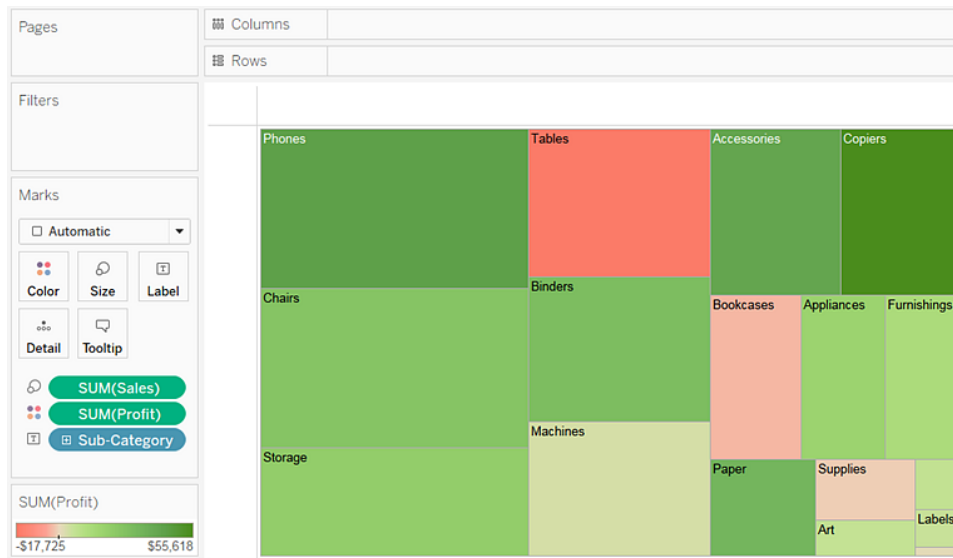 Pages
Columns
Rows
Filters
Marks
Automatic
Color Size Label
Detail Tooltip
SUM(Sales)
SUM(Profit)
Sub-Category
SUM(Profit)
-$17,725 $55,618
Phones Tables Accessories Copiers
Chairs Binders Bookcases Appliances Furnishings
Storage Machines Paper Supplies
Art Labels